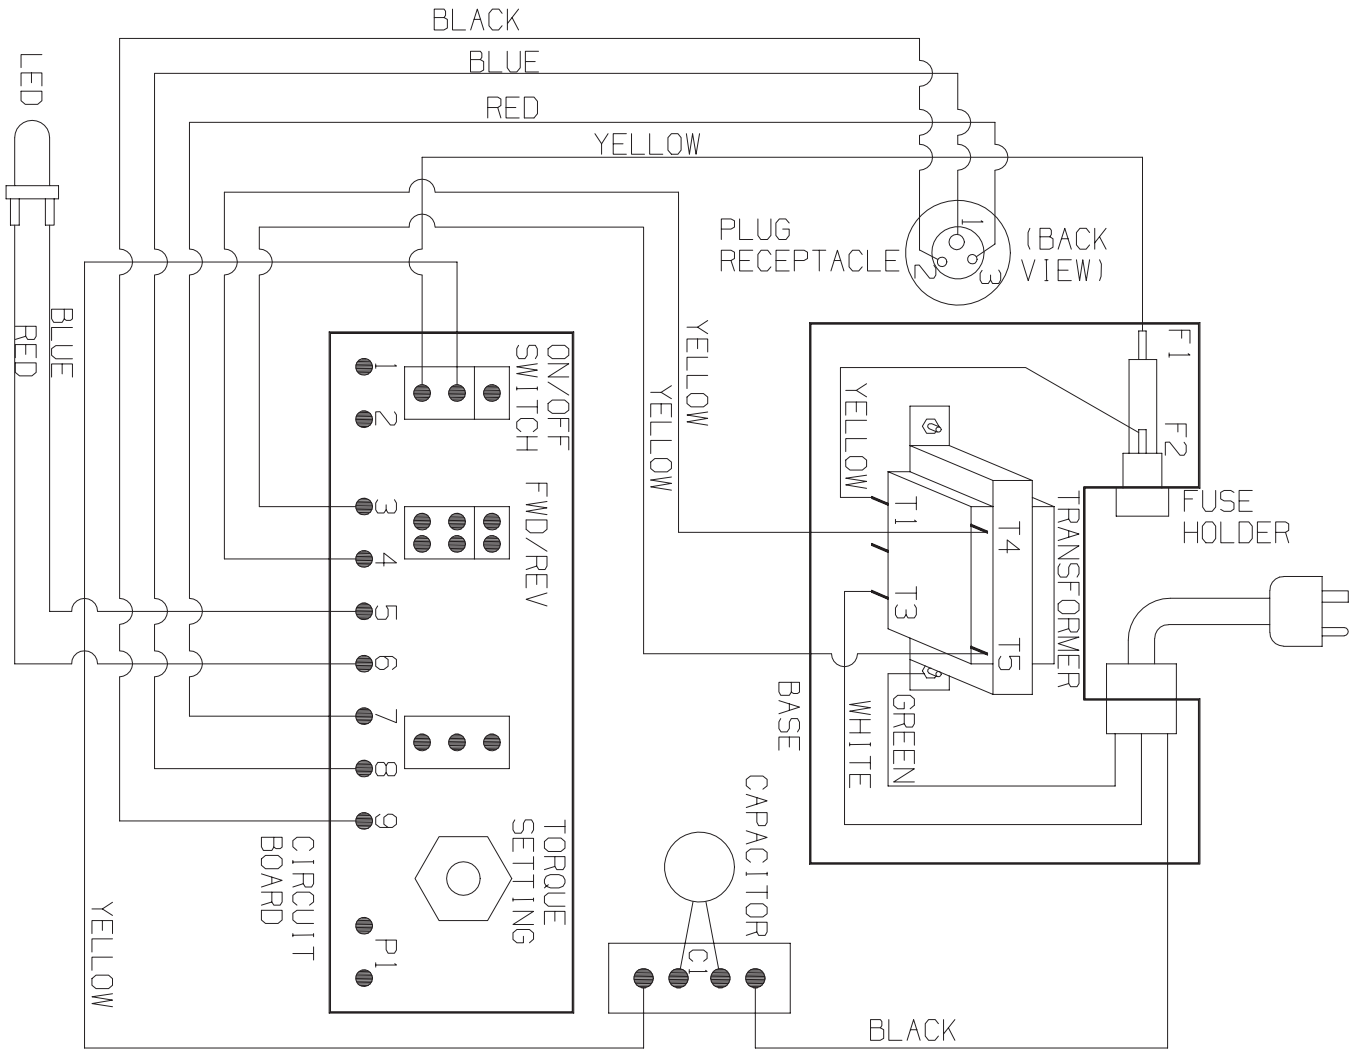 BLACK
BLUE
RED
YELLOW
LED
PLUG
RECEPTACLE
(BACK
VIEW)
1
2
3
BLUE
RED
YELLOW
YELLOW
ON/OFF
SWITCH
FWD/REV
1
2
3
4
5
6
7
8
9
P1
TORQUE
SETTING
CIRCUIT
BOARD
YELLOW
F1
F2
FUSE
HOLDER
YELLOW
T1
T3
T4
T5
TRANSFORMER
BASE
WHITE
GREEN
CAPACITOR
C1
BLACK
YELLOW